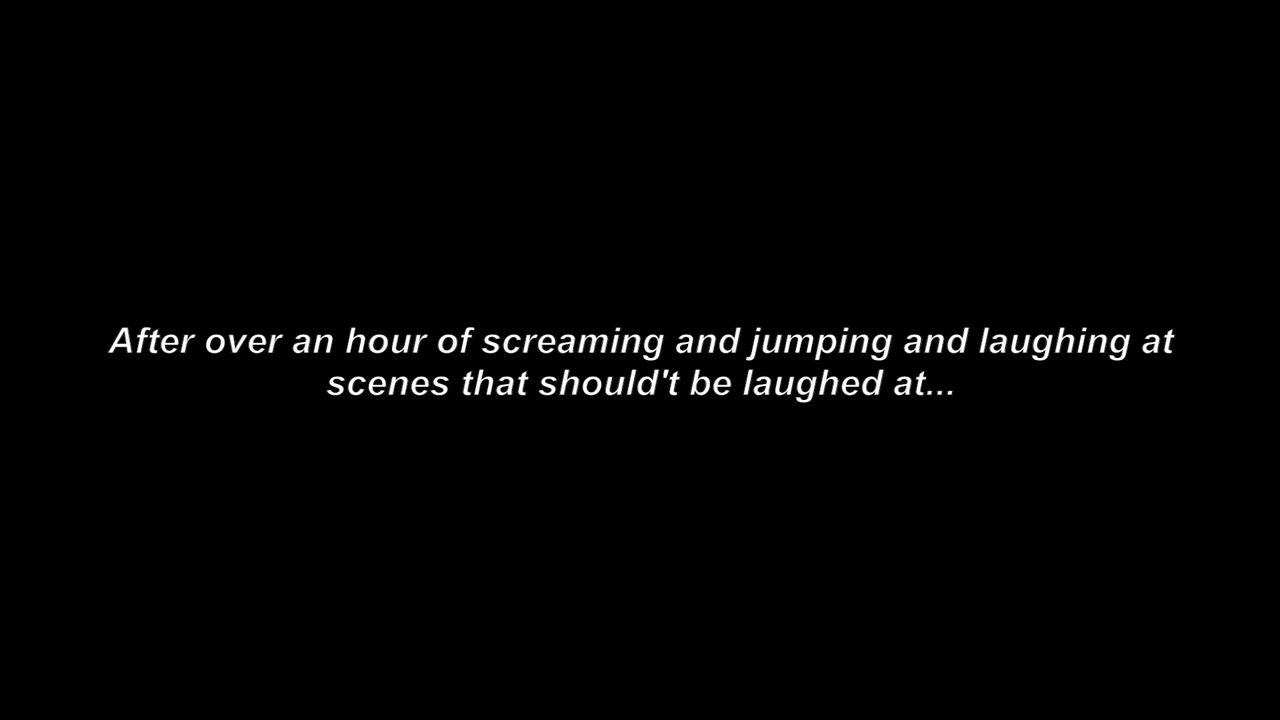 After over an hour of screaming and jumping and laughing at
scenes that should't be laughed at...